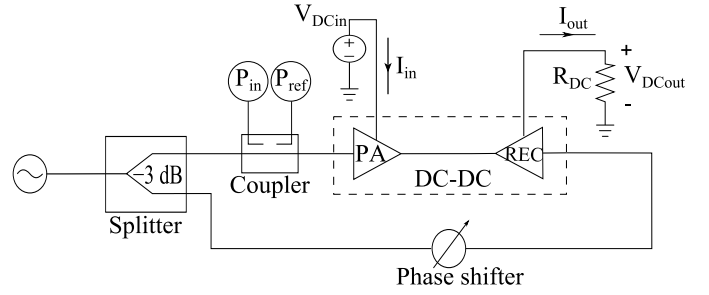 V_DCin
I_in
I_out
P_in P_ref
R_DC
+
V_DCout
-
+
−
PA
REC
−3 dB
Coupler
DC-DC
Splitter
Phase shifter